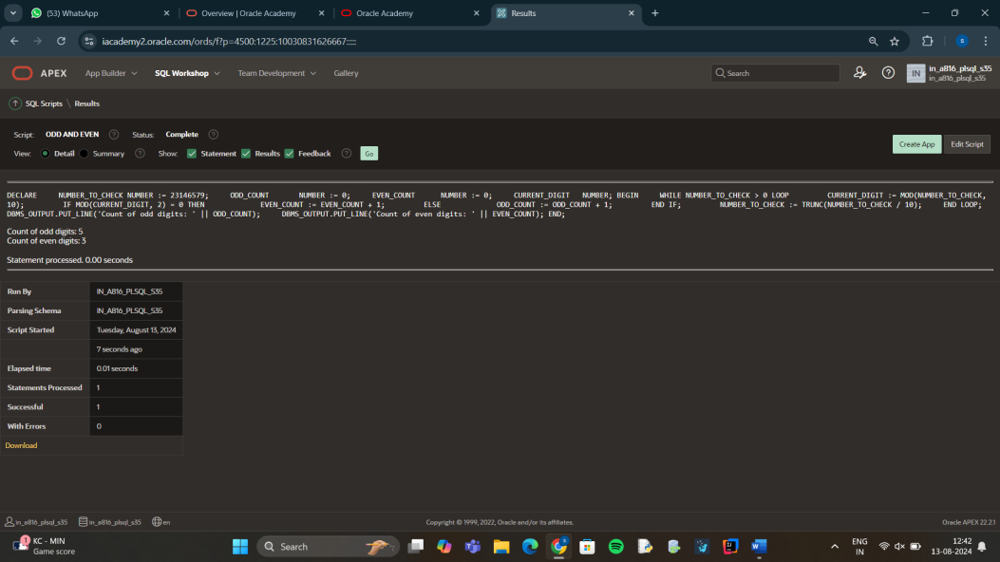 (53) WhatsApp
Overview | Oracle Academy
Oracle Academy
Results
iacademy2.oracle.com/ords/f?p=4500:1225:10030831626667:::::
S
APEX
App Builder
SQL Workshop
Team Development
Gallery
Search
IN
in_a816_plsql_s35
in_a816_plsql_s35
SQL Scripts \ Results
Script: ODD AND EVEN Status: Complete
View: Detail Summary Show: Statement Results Feedback Go
Create App
Edit Script
DECLARE NUMBER_TO_CHECK NUMBER := 23146579; ODD_COUNT NUMBER := 0; EVEN_COUNT NUMBER := 0; CURRENT_DIGIT NUMBER; BEGIN WHILE NUMBER_TO_CHECK > 0 LOOP CURRENT_DIGIT := MOD(NUMBER_TO_CHECK,
10); IF MOD(CURRENT_DIGIT, 2) = 0 THEN EVEN_COUNT := EVEN_COUNT + 1; ELSE ODD_COUNT := ODD_COUNT + 1; END IF; NUMBER_TO_CHECK := TRUNC(NUMBER_TO_CHECK / 10); END LOOP;
DBMS_OUTPUT.PUT_LINE('Count of odd digits: ' || ODD_COUNT); DBMS_OUTPUT.PUT_LINE('Count of even digits: ' || EVEN_COUNT); END;
Count of odd digits: 5
Count of even digits: 3
Statement processed. 0.00 seconds
Run By IN_A816_PLSQL_S35
Parsing Schema IN_A816_PLSQL_S35
Script Started Tuesday, August 13, 2024
7 seconds ago
Elapsed time 0.01 seconds
Statements Processed 1
Successful 1
With Errors 0
Download
in_a816_plsql_s35 in_a816_plsql_s35 en
Copyright © 1999, 2022, Oracle and/or its affiliates.
Oracle APEX 22.2.1
1
KC - MIN
Game score
Search
W
ENG
IN
12:42
13-08-2024